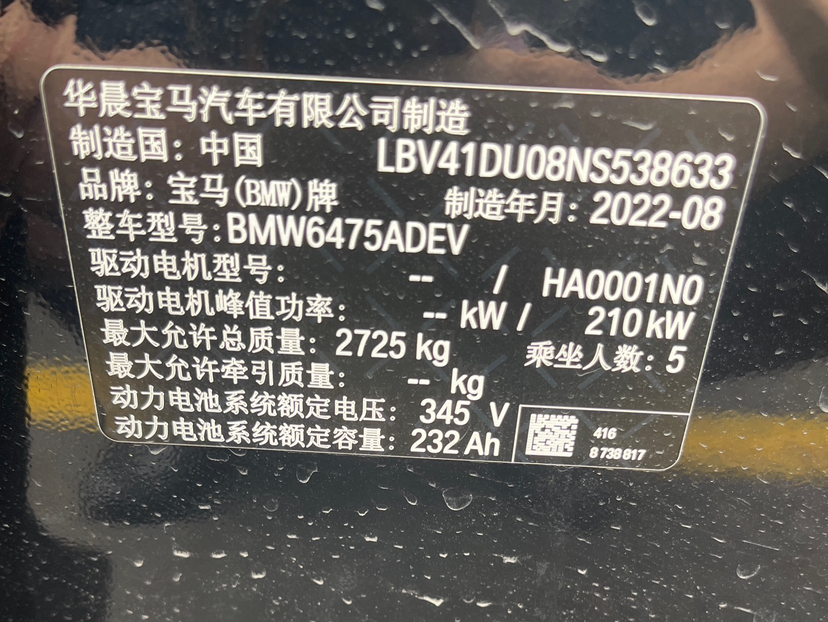 华晨宝马汽车有限公司制造
制造国：中国 LBV41DU08NS538633
品牌：宝马(BMW)牌 制造年月：2022-08
整车型号：BMW6475ADEV
驱动电机型号： -- / HA0001N0
驱动电机峰值功率： -- kW / 210 kW
最大允许总质量：2725 kg 乘坐人数：5
最大允许牵引质量： -- kg
动力电池系统额定电压：345 V
动力电池系统额定容量：232 Ah
416
8 738 817